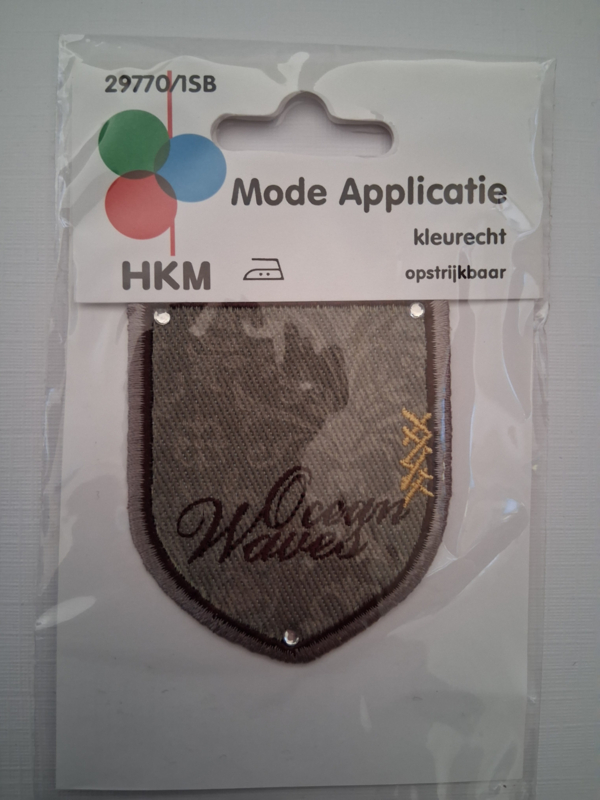 29770/1SB
Mode Applicatie
kleurecht
HKM
opstrijkbaar
Ocean
Waves